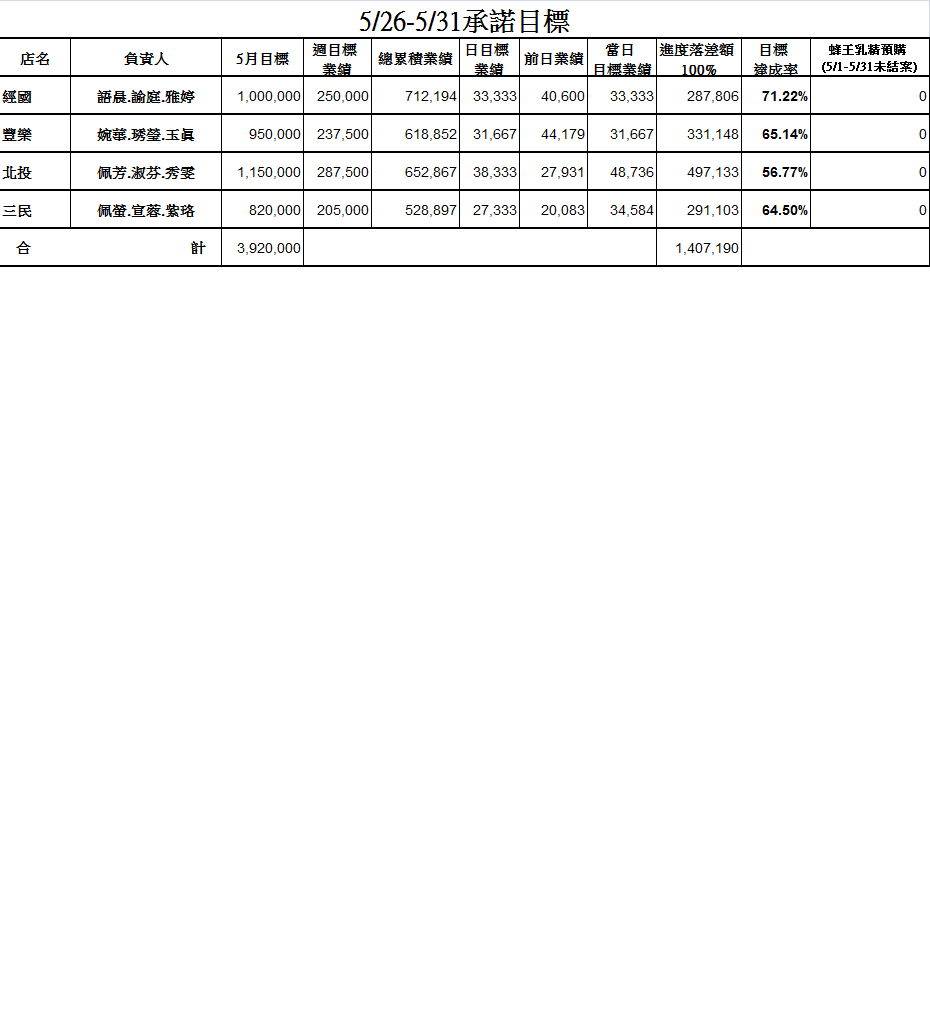 5/26-5/31承諾目標
店名 負責人 5月目標 週目標業績 總累積業績 日目標業績 前日業績 當日目標業績 進度落差額100% 目標達成率 蜂王乳精預購(5/1-5/31未結案)
經國 語晨.諭庭.雅婷 1,000,000 250,000 712,194 33,333 40,600 33,333 287,806 71.22% 0
豐樂 婉華.琇瑩.玉眞 950,000 237,500 618,852 31,667 44,179 31,667 331,148 65.14% 0
北投 佩芳.淑芬.秀雯 1,150,000 287,500 652,867 38,333 27,931 48,736 497,133 56.77% 0
三民 佩螢.宣蓉.紫珞 820,000 205,000 528,897 27,333 20,083 34,584 291,103 64.50% 0
合 計 3,920,000 1,407,190